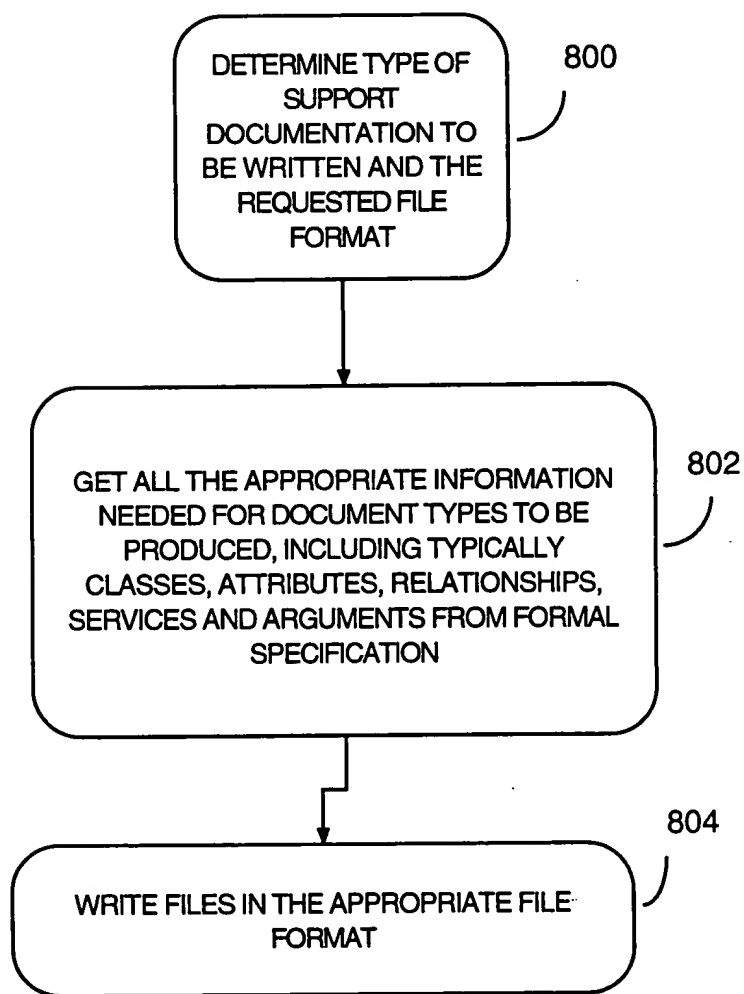 DETERMINE TYPE OF
SUPPORT
DOCUMENTATION TO
BE WRITTEN AND THE
REQUESTED FILE
FORMAT
800
GET ALL THE APPROPRIATE INFORMATION
NEEDED FOR DOCUMENT TYPES TO BE
PRODUCED, INCLUDING TYPICALLY
CLASSES, ATTRIBUTES, RELATIONSHIPS,
SERVICES AND ARGUMENTS FROM FORMAL
SPECIFICATION
802
WRITE FILES IN THE APPROPRIATE FILE
FORMAT
804